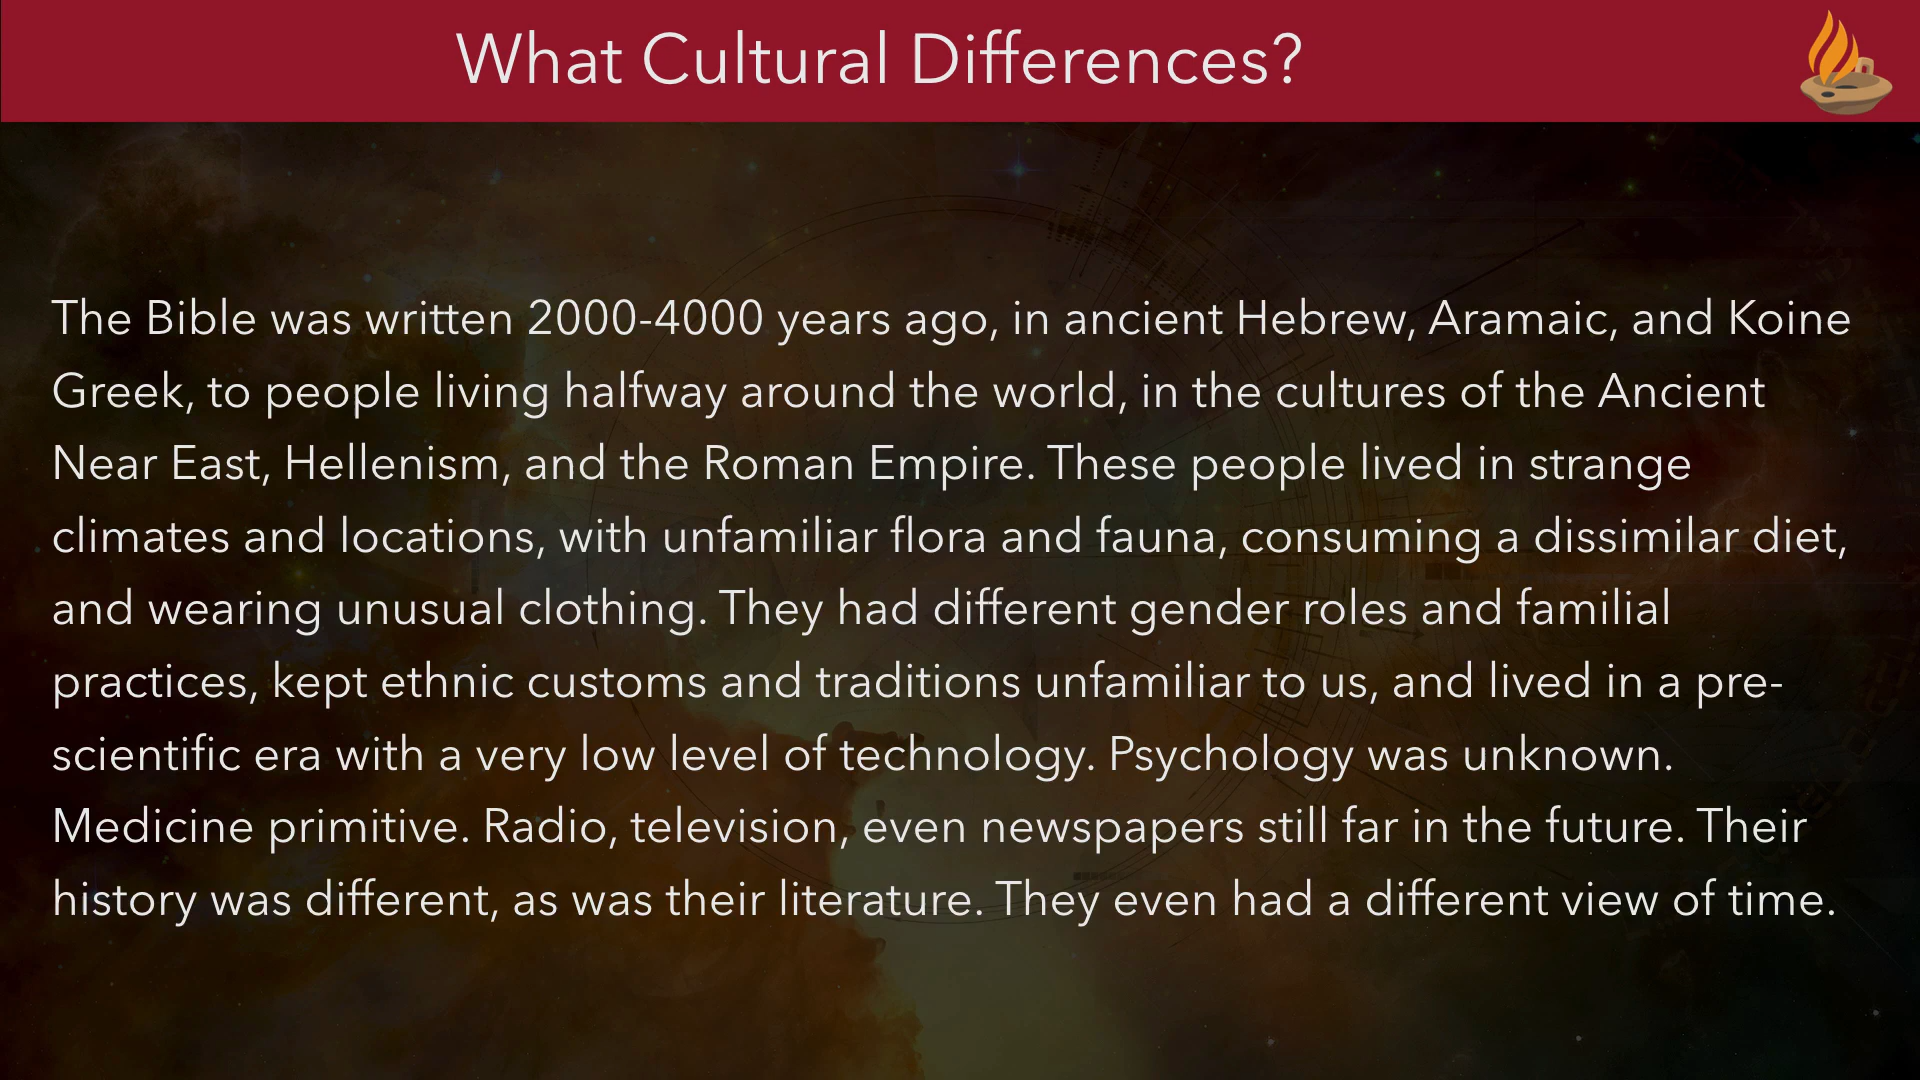 What Cultural Differences?
The Bible was written 2000-4000 years ago, in ancient Hebrew, Aramaic, and Koine
Greek, to people living halfway around the world, in the cultures of the Ancient
Near East, Hellenism, and the Roman Empire. These people lived in strange
climates and locations, with unfamiliar flora and fauna, consuming a dissimilar diet,
and wearing unusual clothing. They had different gender roles and familial
practices, kept ethnic customs and traditions unfamiliar to us, and lived in a pre-
scientific era with a very low level of technology. Psychology was unknown.
Medicine primitive. Radio, television, even newspapers still far in the future. Their
history was different, as was their literature. They even had a different view of time.